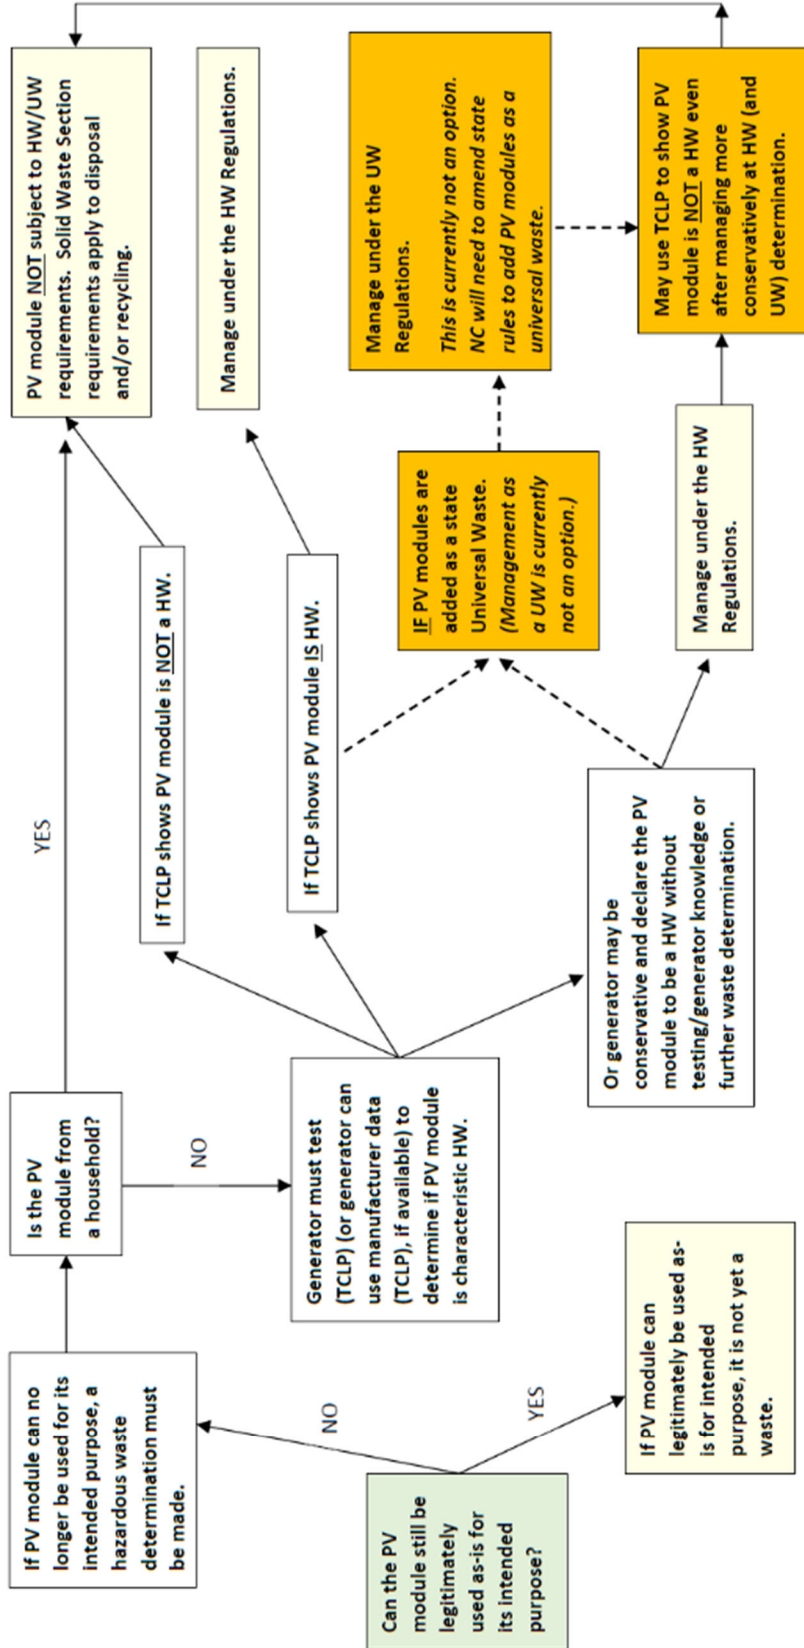 Can the PV
module still be
legitimately
used as-is for
its intended
purpose?
NO
YES
If PV module can no
longer be used for its
intended purpose, a
hazardous waste
determination must
be made.
If PV module can
legitimately be used as-
is for intended
purpose, it is not yet a
waste.
Is the PV
module from
a household?
YES
NO
Generator must test
(TCLP) (or generator can
use manufacturer data
(TCLP), if available) to
determine if PV module
is characteristic HW.
If TCLP shows PV module is NOT a HW.
If TCLP shows PV module IS HW.
Or generator may be
conservative and declare the PV
module to be a HW without
testing/generator knowledge or
further waste determination.
PV module NOT subject to HW/UW
requirements. Solid Waste Section
requirements apply to disposal
and/or recycling.
Manage under the HW Regulations.
IF PV modules are
added as a state
Universal Waste.
(Management as
a UW is currently
not an option.)
Manage under the UW
Regulations.
This is currently not an option.
NC will need to amend state
rules to add PV modules as a
universal waste.
Manage under the HW
Regulations.
May use TCLP to show PV
module is NOT a HW even
after managing more
conservatively at HW (and
UW) determination.